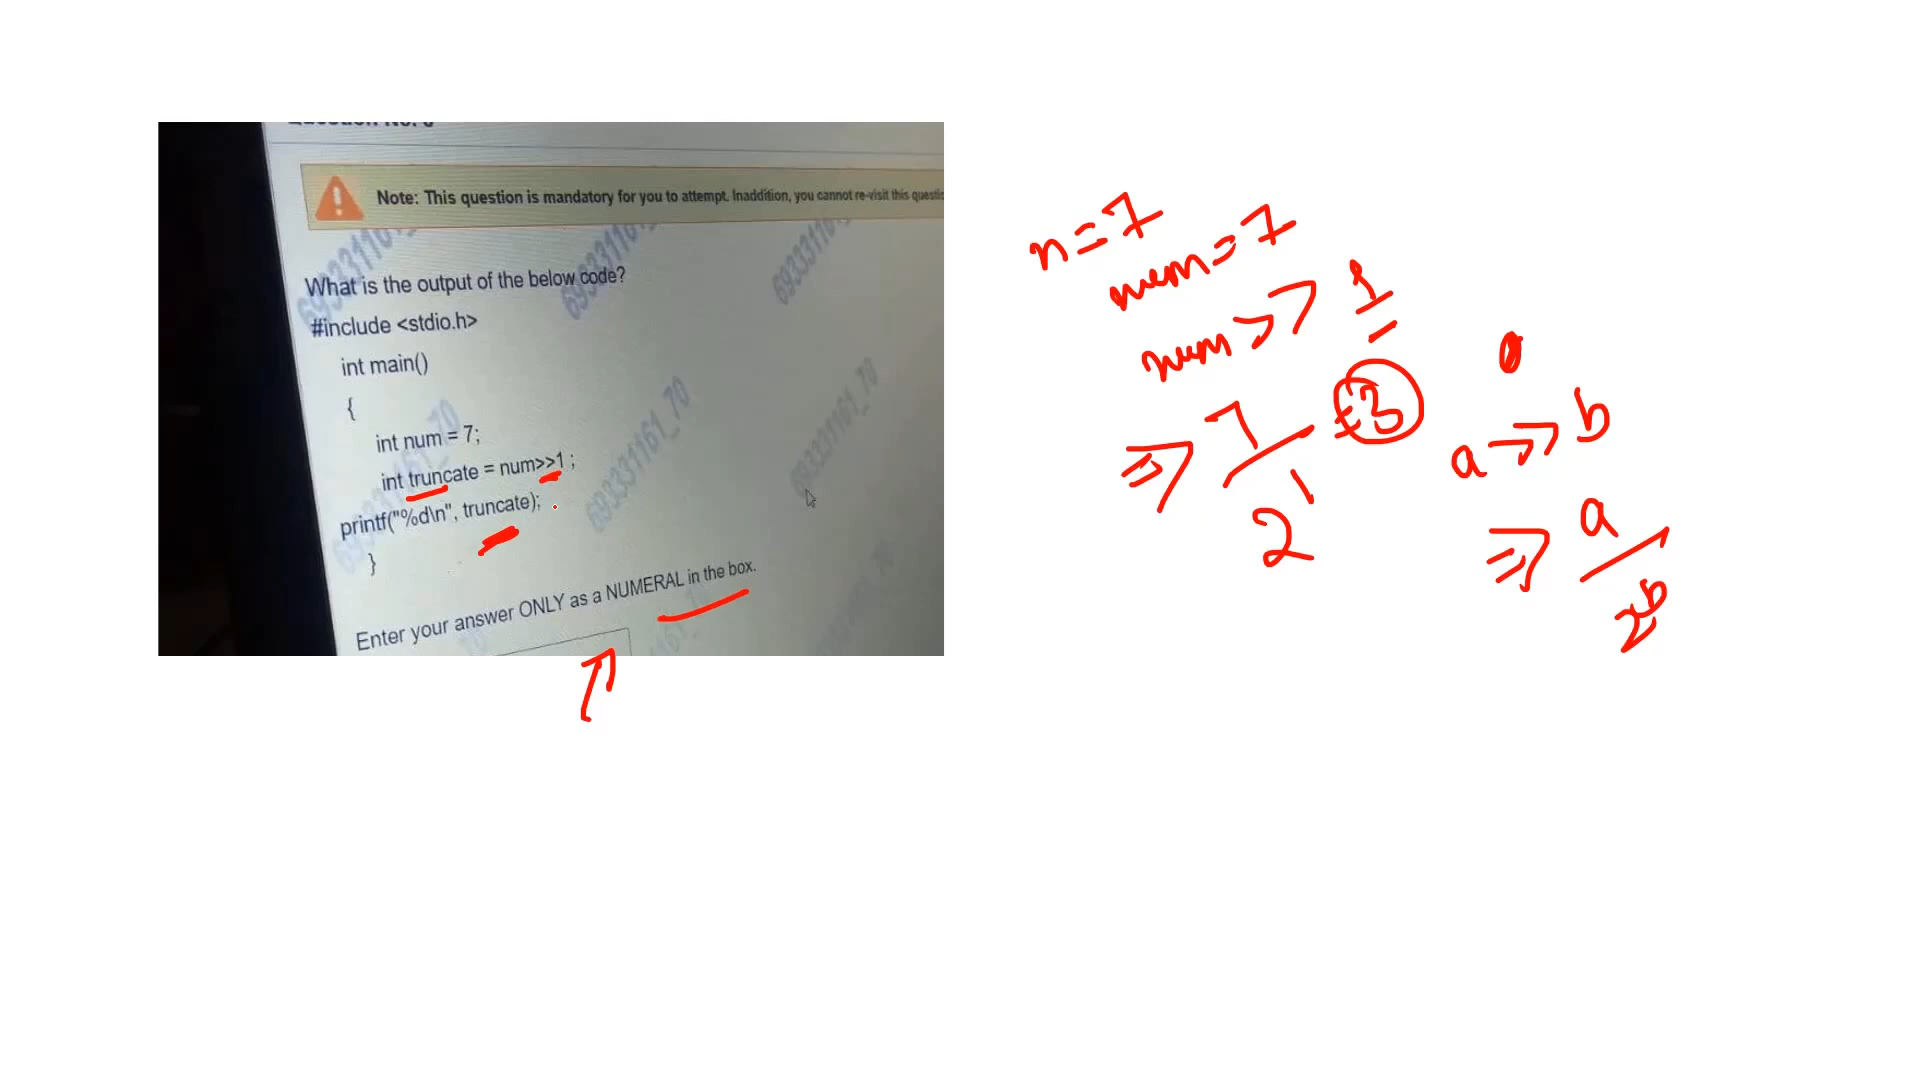 Note: This question is mandatory for you to attempt. Inaddition, you cannot re-visit this
What is the output of the below code?
#include <stdio.h>
int main()
{
int num = 7;
int truncate = num>>1 ;
printf("%d\n", truncate);
}
Enter your answer ONLY as a NUMERAL in the box.
693331161_70
n=7
num=7
num >> 1
⇒ 7/2^1 = 3
a >> b
⇒ a/2^b